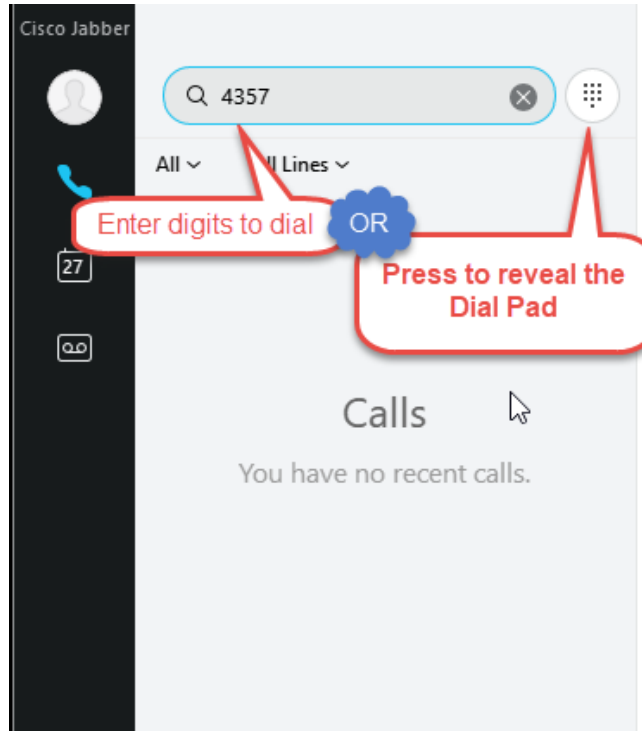 Cisco Jabber
4357
All
ll Lines
Enter digits to dial
OR
27
Press to reveal the
Dial Pad
Calls
You have no recent calls.